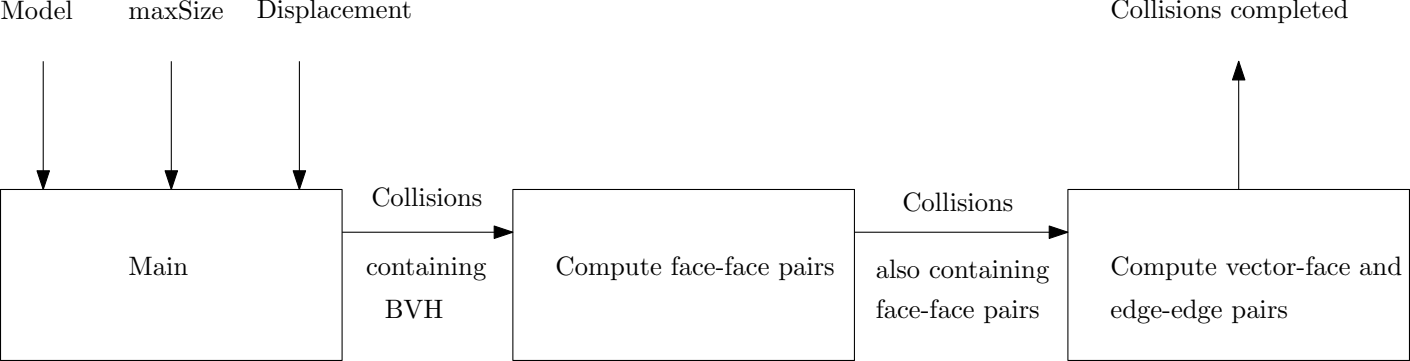 Model
maxSize
Displacement
Collisions completed
Main
Collisions
containing
BVH
Compute face-face pairs
Collisions
also containing
face-face pairs
Compute vector-face and
edge-edge pairs